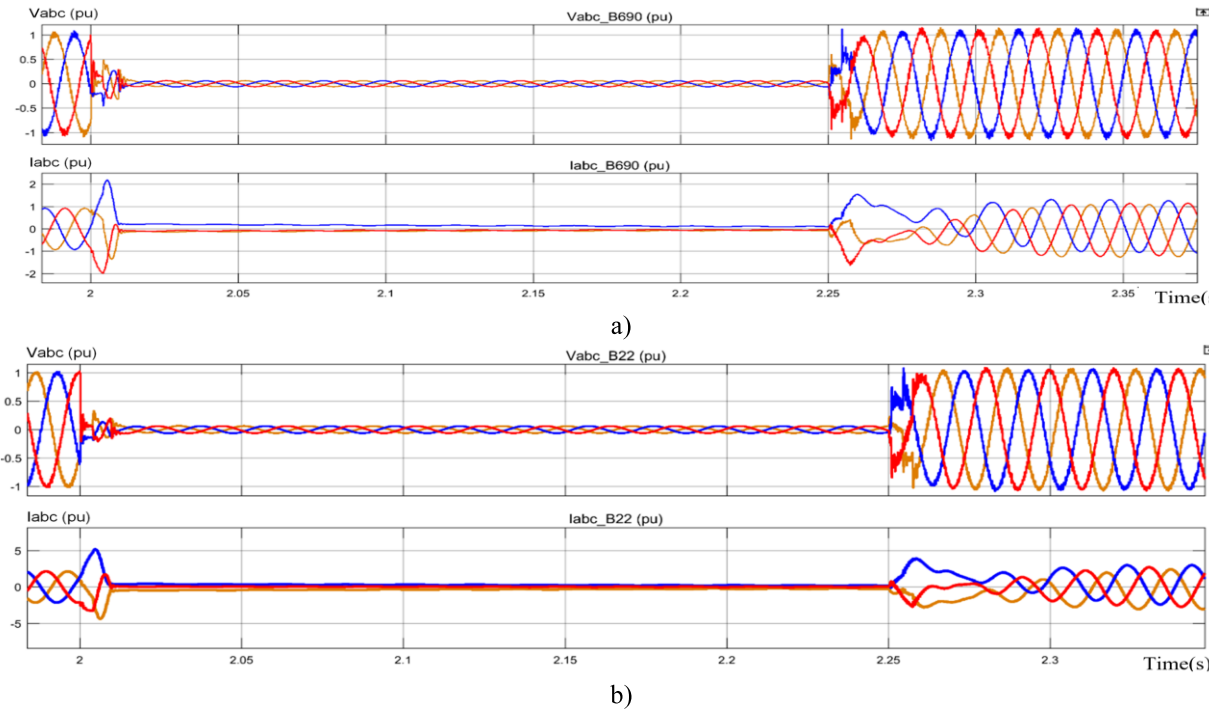 Vabc (pu)
Vabc_B690 (pu)
1
0.5
0
-0.5
-1
Iabc (pu)
Iabc_B690 (pu)
2
1
0
-1
-2
2 2.05 2.1 2.15 2.2 2.25 2.3 2.35
Time(s
a)
Vabc (pu)
Vabc_B22 (pu)
1
0.5
0
-0.5
-1
Iabc (pu)
Iabc_B22 (pu)
5
0
-5
2 2.05 2.1 2.15 2.2 2.25 2.3
Time(s)
b)